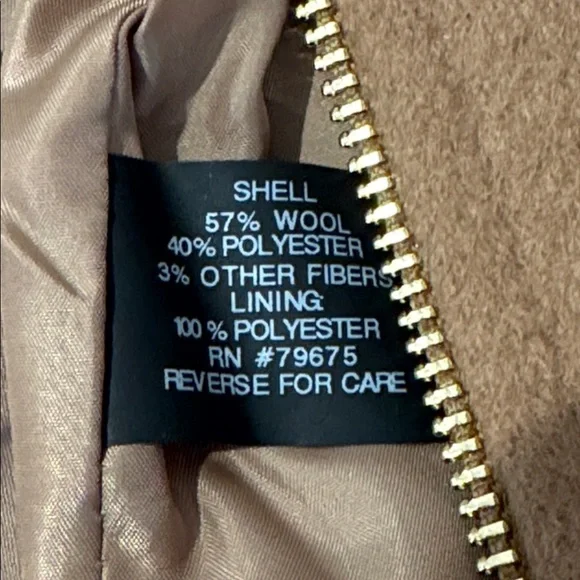 SHELL
57% WOOL
40% POLYESTER
3% OTHER FIBERS
LINING:
100% POLYESTER
RN #79675
REVERSE FOR CARE